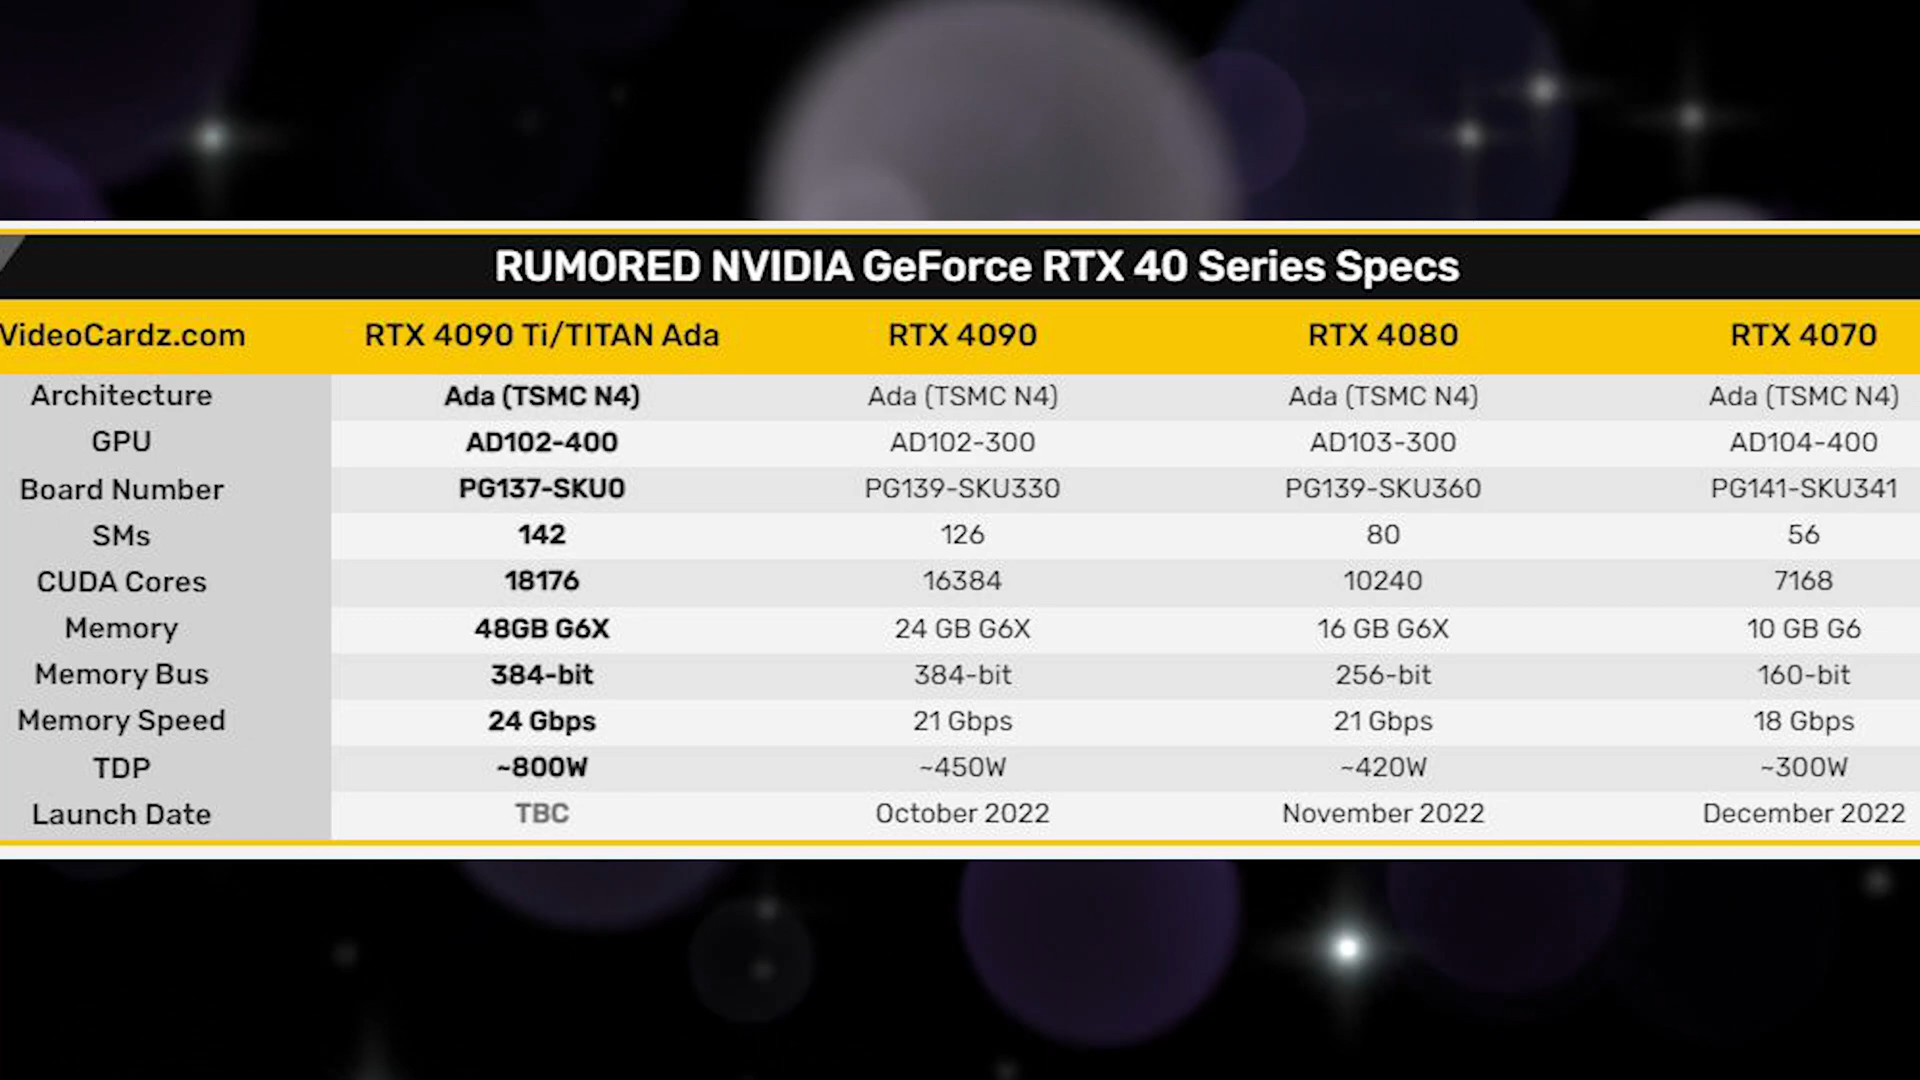 RUMORED NVIDIA GeForce RTX 40 Series Specs
VideoCardz.com RTX 4090 Ti/TITAN Ada RTX 4090 RTX 4080 RTX 4070
Architecture Ada (TSMC N4) Ada (TSMC N4) Ada (TSMC N4) Ada (TSMC N4)
GPU AD102-400 AD102-300 AD103-300 AD104-400
Board Number PG137-SKU0 PG139-SKU330 PG139-SKU360 PG141-SKU341
SMs 142 126 80 56
CUDA Cores 18176 16384 10240 7168
Memory 48GB G6X 24 GB G6X 16 GB G6X 10 GB G6
Memory Bus 384-bit 384-bit 256-bit 160-bit
Memory Speed 24 Gbps 21 Gbps 21 Gbps 18 Gbps
TDP ~800W ~450W ~420W ~300W
Launch Date TBC October 2022 November 2022 December 2022